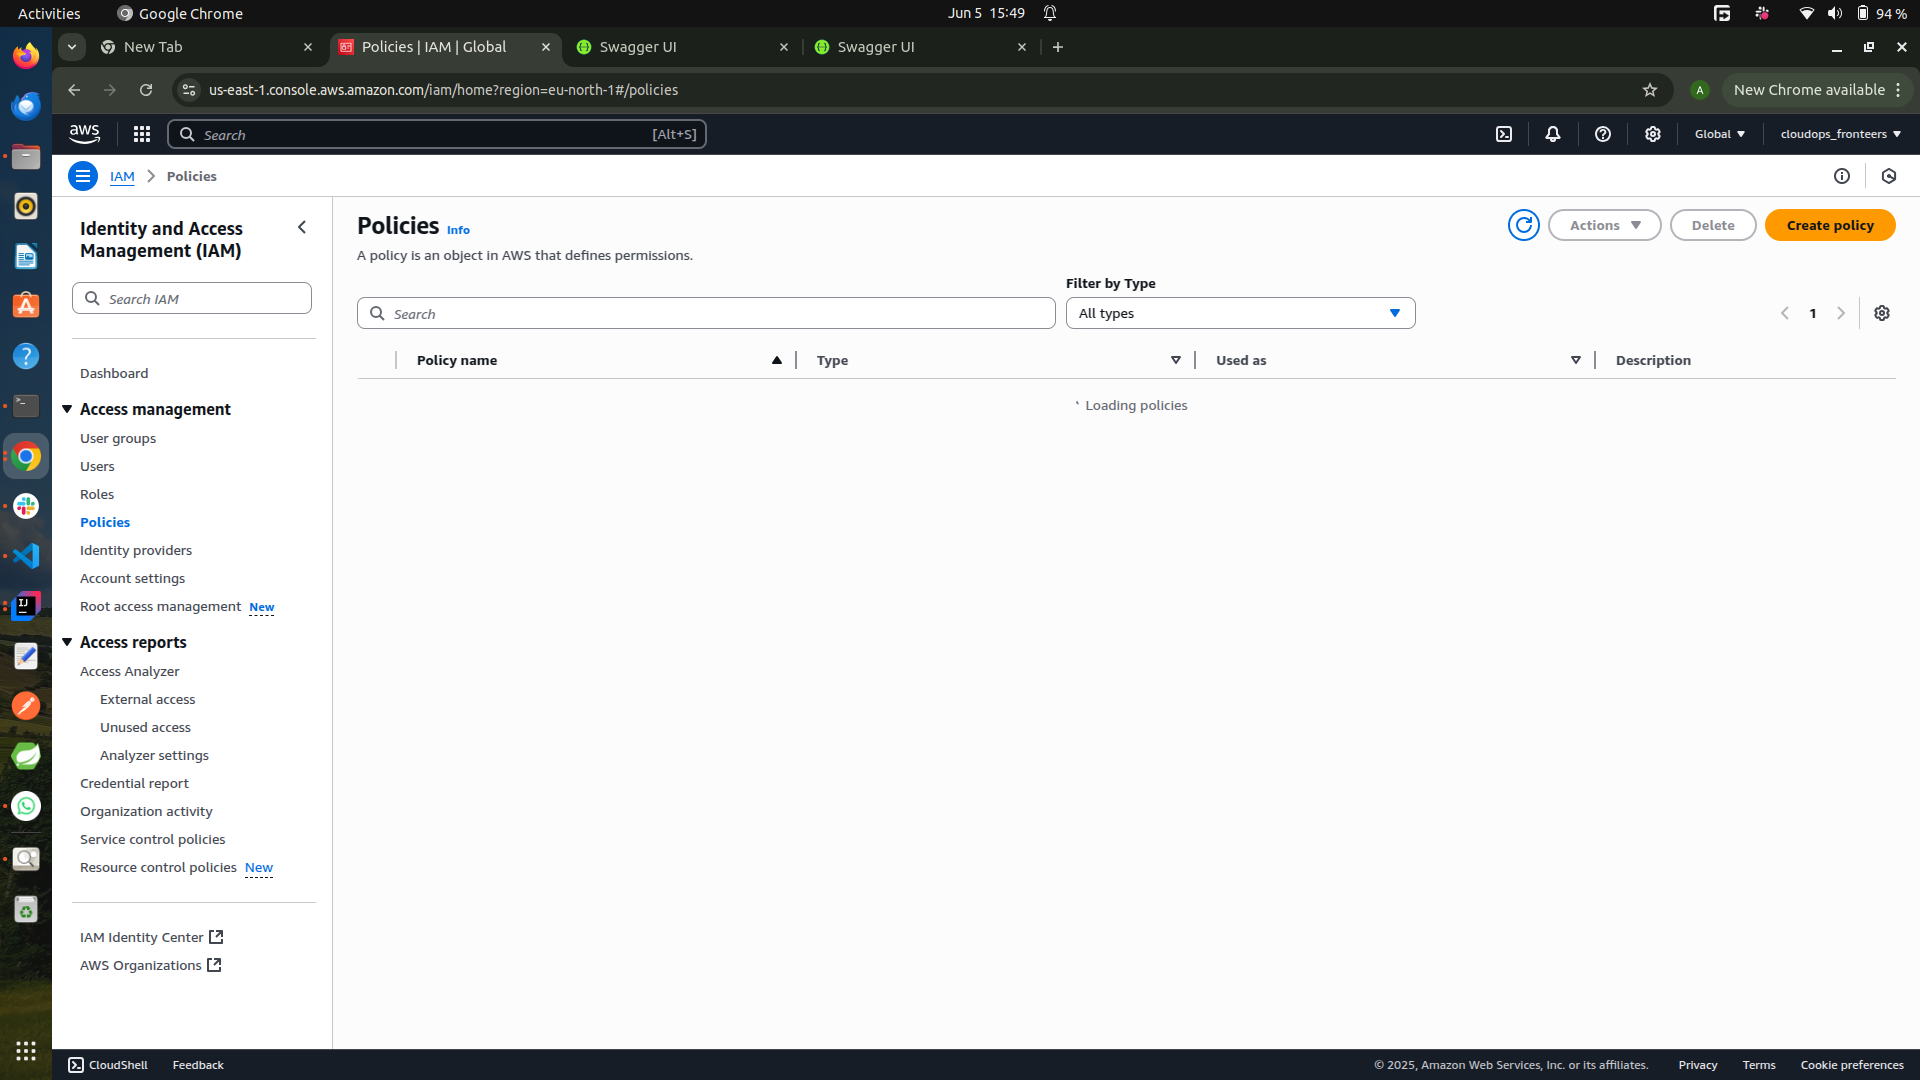 Activities
Google Chrome
Jun 5 15:49
94 %
New Tab
Policies | IAM | Global
Swagger UI
Swagger UI
us-east-1.console.aws.amazon.com/iam/home?region=eu-north-1#/policies
A
New Chrome available
aws
Search
[Alt+S]
Global
cloudops_fronteers
IAM
Policies
Identity and Access
Management (IAM)
Search IAM
Dashboard
Access management
User groups
Users
Roles
Policies
Identity providers
Account settings
Root access management New
Access reports
Access Analyzer
External access
Unused access
Analyzer settings
Credential report
Organization activity
Service control policies
Resource control policies New
IAM Identity Center
AWS Organizations
Policies Info
A policy is an object in AWS that defines permissions.
Actions
Delete
Create policy
Filter by Type
Search
All types
1
Policy name
Type
Used as
Description
Loading policies
CloudShell
Feedback
© 2025, Amazon Web Services, Inc. or its affiliates.
Privacy
Terms
Cookie preferences